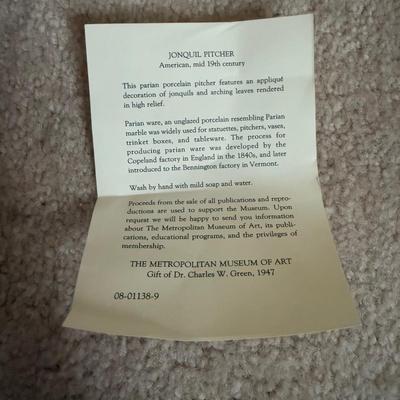 JONQUIL PITCHER
American, mid 19th century
This parian porcelain pitcher features an appliqué
decoration of jonquils and arching leaves rendered
in high relief.
Parian ware, an unglazed porcelain resembling Parian
marble was widely used for statuettes, pitchers, vases,
trinket boxes, and tableware. The process for
producing parian ware was developed by the
Copeland factory in England in the 1840s, and later
introduced to the Bennington factory in Vermont.
Wash by hand with mild soap and water.
Proceeds from the sale of all publications and repro-
ductions are used to support the Museum. Upon
request we will be happy to send you information
about The Metropolitan Museum of Art, its publi-
cations, educational programs, and the privileges of
membership.
THE METROPOLITAN MUSEUM OF ART
Gift of Dr. Charles W. Green, 1947
08-01138-9